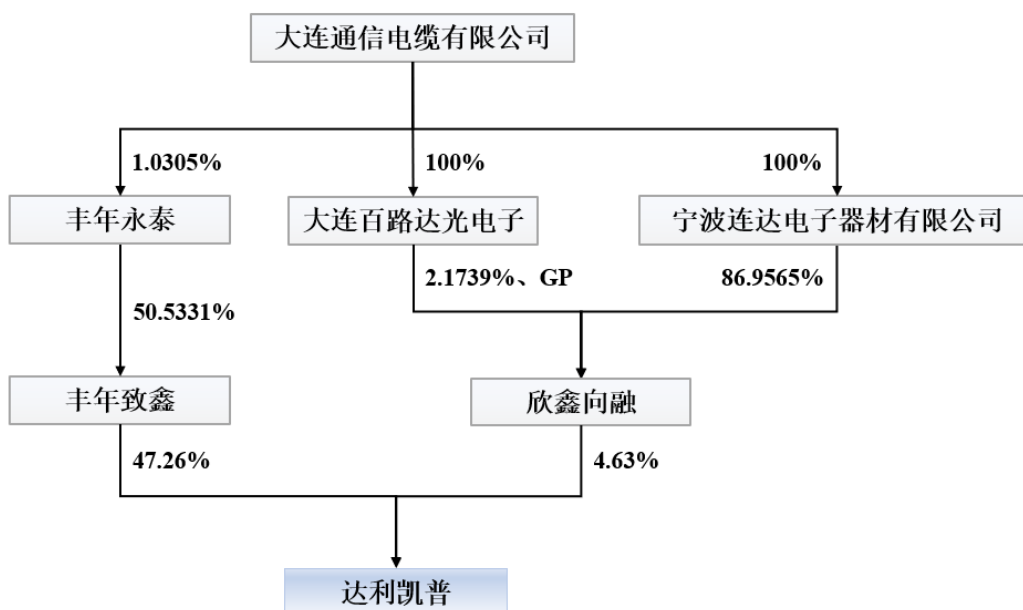 大连通信电缆有限公司
1.0305%
100%
100%
丰年永泰
大连百路达光电子
宁波连达电子器材有限公司
2.1739%、GP
86.9565%
50.5331%
丰年致鑫
欣鑫向融
47.26%
4.63%
达利凯普